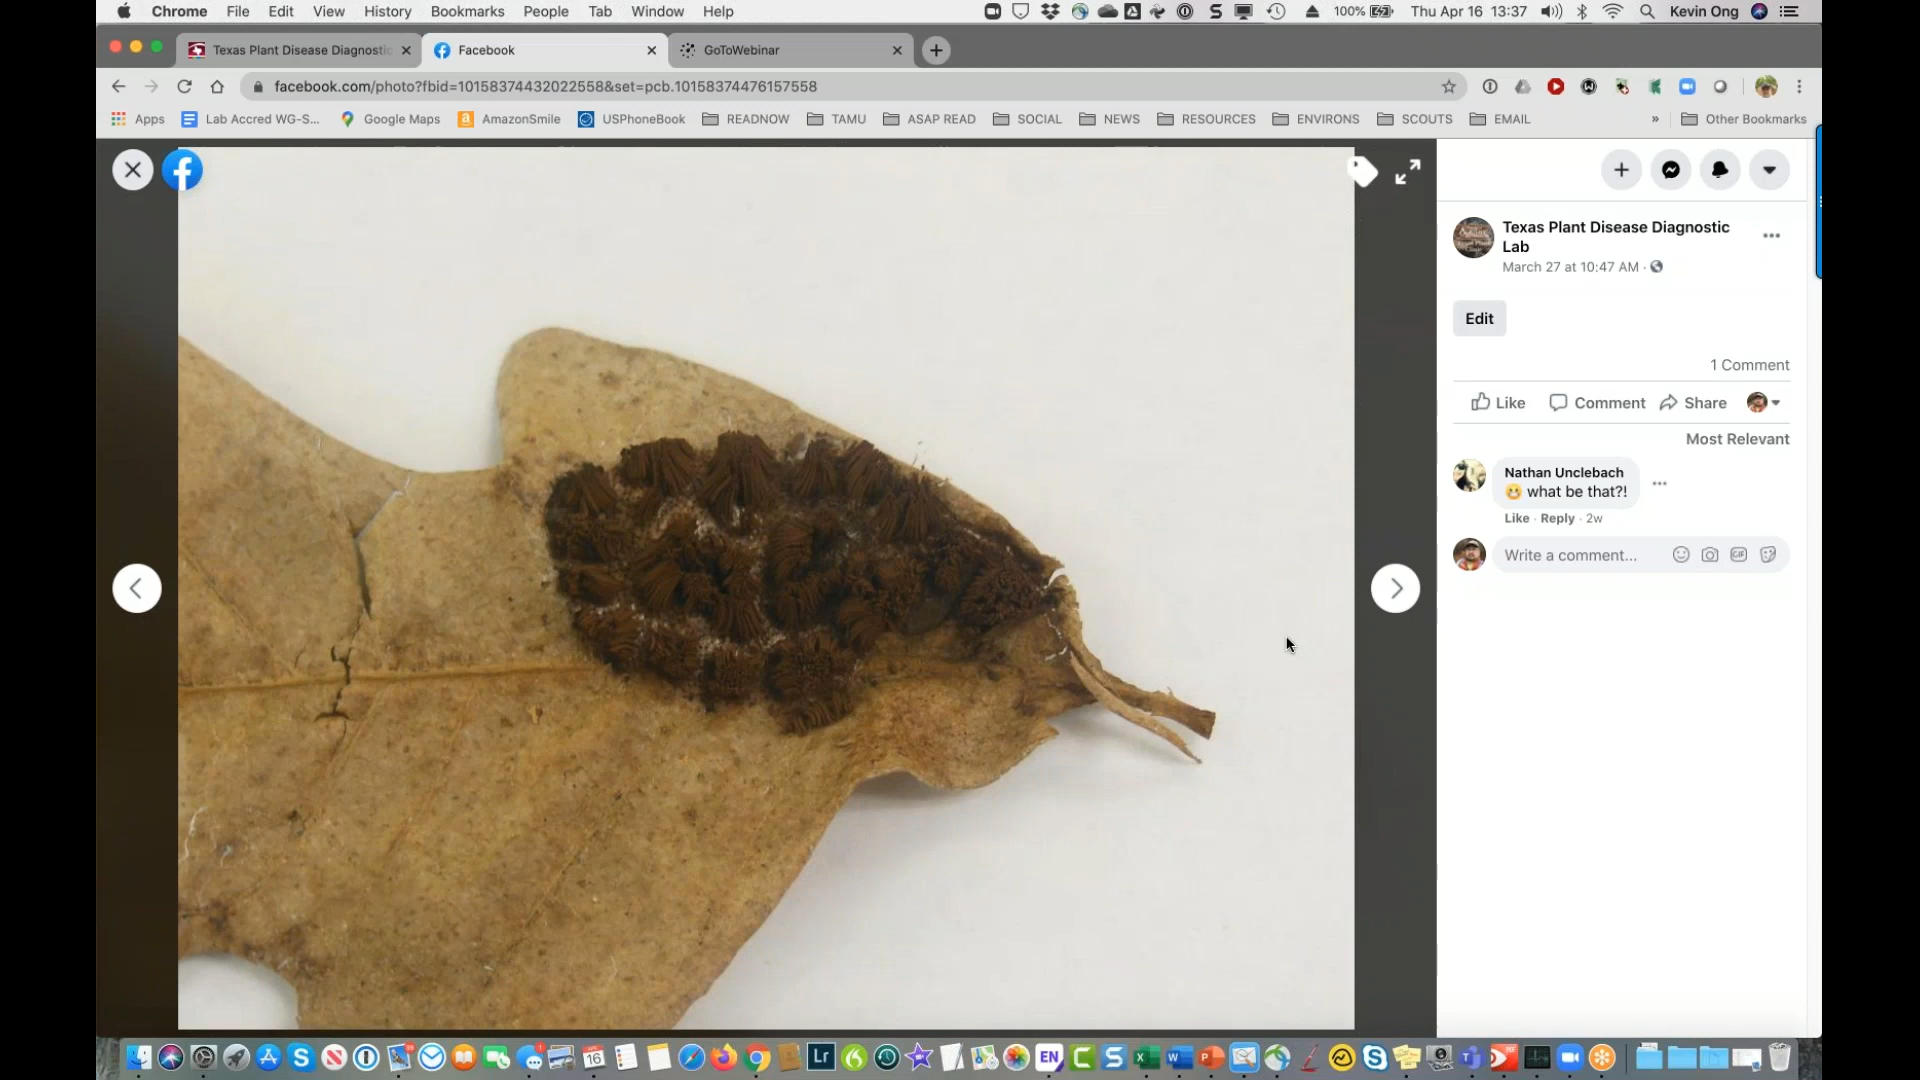 Chrome File Edit View History Bookmarks People Tab Window Help 100% Thu Apr 16 13:37 Kevin Ong
Texas Plant Disease Diagnostic Facebook GoToWebinar
facebook.com/photo?fbid=10158374432022558&set=pcb.10158374476157558
Apps Lab Accred WG-S... Google Maps AmazonSmile USPhoneBook READNOW TAMU ASAP READ SOCIAL NEWS RESOURCES ENVIRONS SCOUTS EMAIL » Other Bookmarks
Texas Plant Disease Diagnostic
Lab
March 27 at 10:47 AM ·
Edit
1 Comment
Like Comment Share
Most Relevant
Nathan Unclebach
😬 what be that?!
Like · Reply · 2w
Write a comment... GIF
16 Lr EN